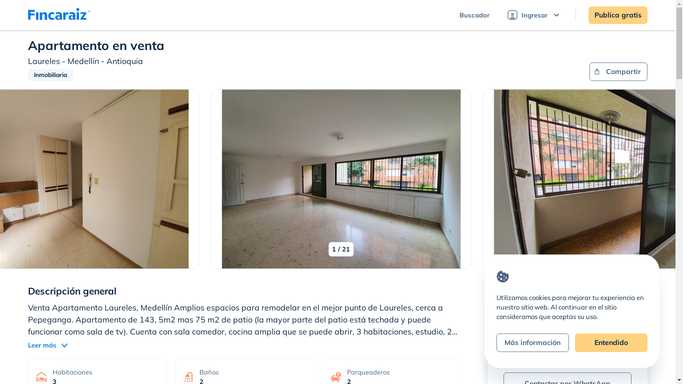 Fincaraiz
Buscador
Ingresar
Publica gratis
Apartamento en venta
Laureles - Medellín - Antioquia
Inmobiliaria
Compartir
1 / 21
Descripción general
Venta Apartamento Laureles, Medellín Amplios espacios para remodelar en el mejor punto de Laureles, cerca a
Pepeganga. Apartamento de 143, 5m2 mas 75 m2 de patio (la mayor parte del patio está techada y puede
funcionar como sala de tv). Cuenta con sala comedor, cocina amplia que se puede abrir, 3 habitaciones, estudio, 2...
Leer más
Habitaciones
3
Baños
2
Parqueaderos
2
Utilizamos cookies para mejorar tu experiencia en
nuestro sitio web. Al continuar en el sitio
consideramos que aceptas su uso.
Más información
Entendido
Contactar por WhatsApp